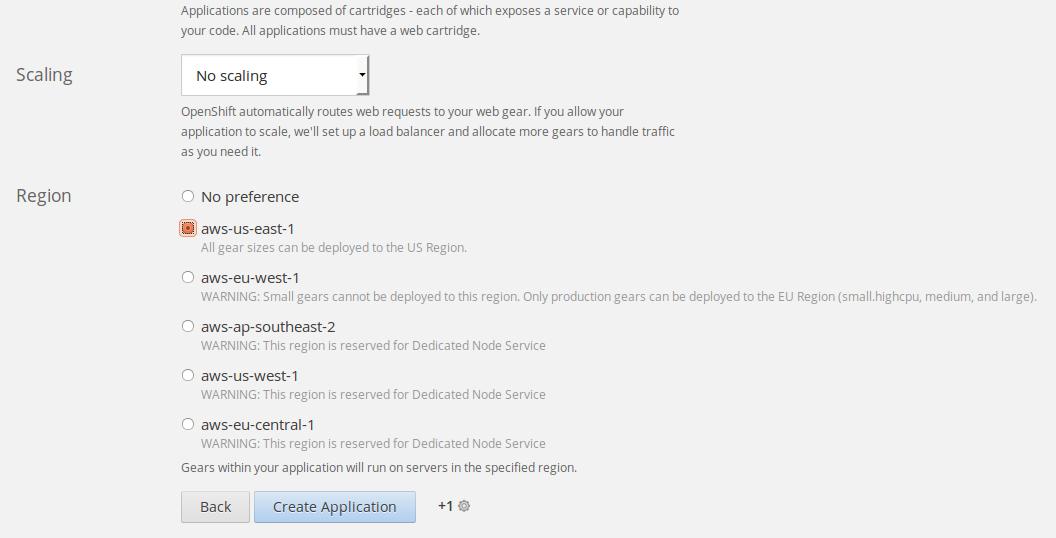 Applications are composed of cartridges - each of which exposes a service or capability to
your code. All applications must have a web cartridge.
Scaling
No scaling
OpenShift automatically routes web requests to your web gear. If you allow your
application to scale, we'll set up a load balancer and allocate more gears to handle traffic
as you need it.
Region
No preference
aws-us-east-1
All gear sizes can be deployed to the US Region.
aws-eu-west-1
WARNING: Small gears cannot be deployed to this region. Only production gears can be deployed to the EU Region (small.highcpu, medium, and large).
aws-ap-southeast-2
WARNING: This region is reserved for Dedicated Node Service
aws-us-west-1
WARNING: This region is reserved for Dedicated Node Service
aws-eu-central-1
WARNING: This region is reserved for Dedicated Node Service
Gears within your application will run on servers in the specified region.
Back Create Application +1